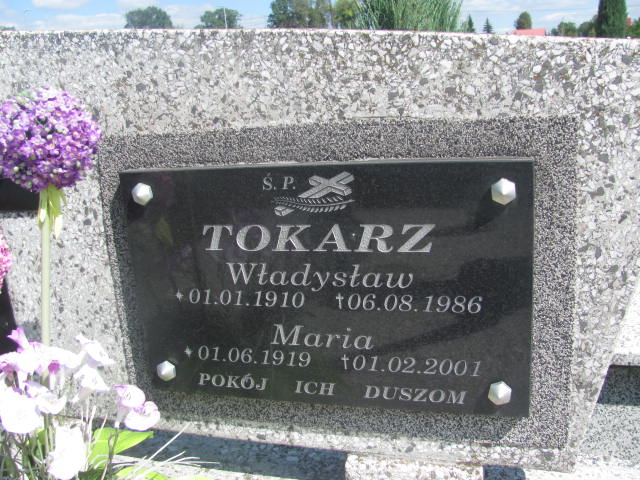 Ś. P.
TOKARZ
Władysław
*01.01.1910 †06.08.1986
Maria
*01.06.1919 †01.02.2001
POKÓJ ICH DUSZOM